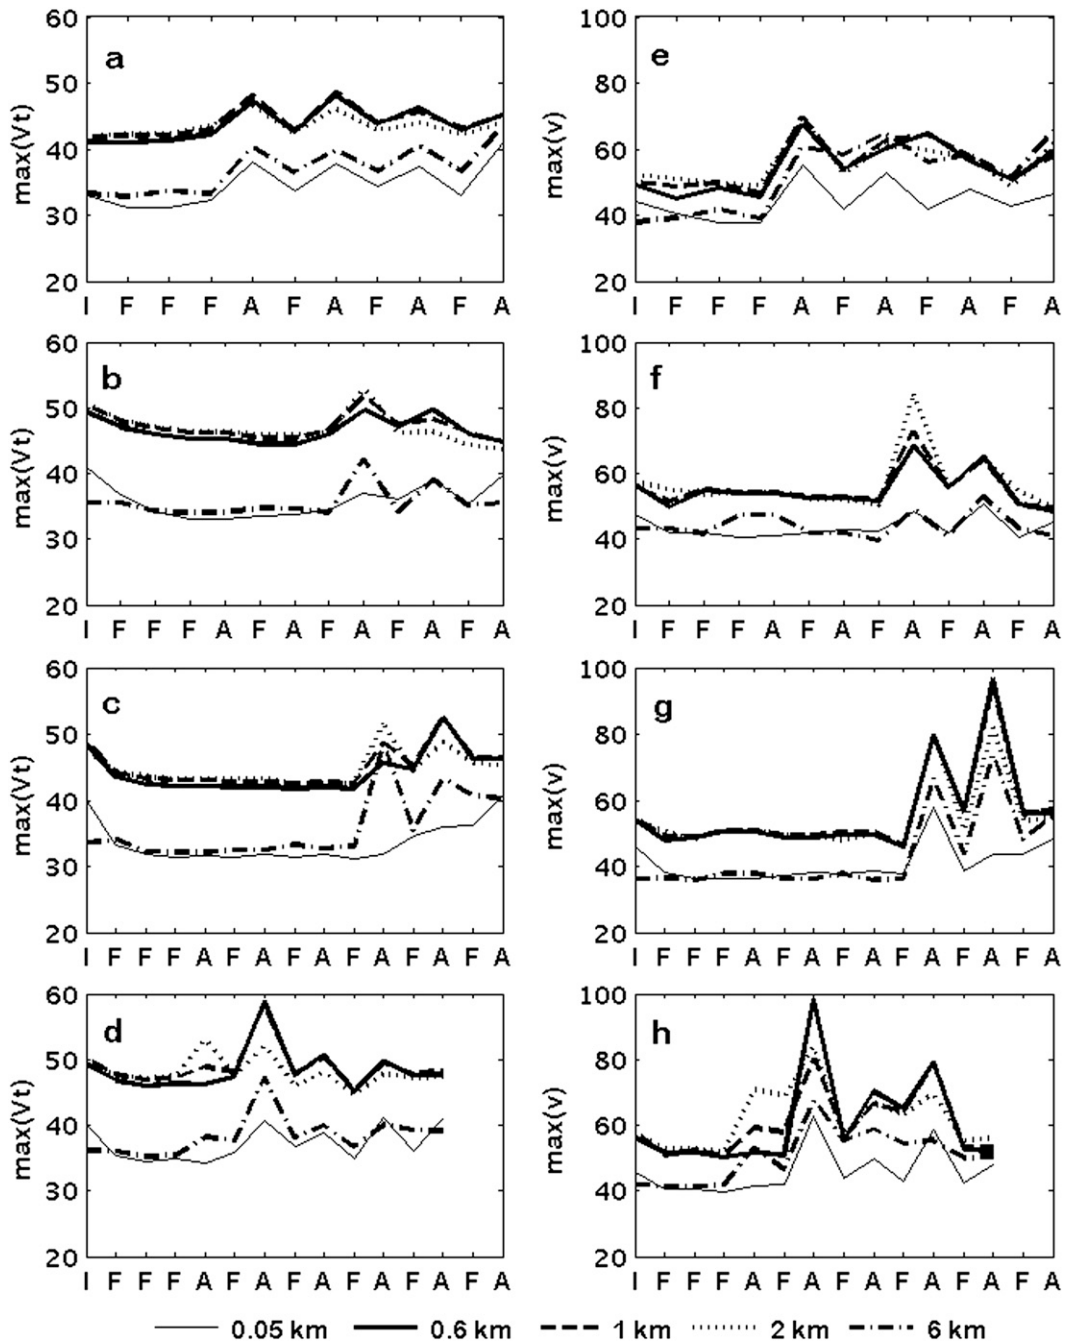 60
50
40
30
20
max(Vt)
a
I F F F A F A F A F A
100
80
60
40
20
max(v)
e
I F F F A F A F A F A
60
50
40
30
20
max(Vt)
b
I F F F A F A F A F A F A
100
80
60
40
20
max(v)
f
I F F F A F A F A F A F A
60
50
40
30
20
max(Vt)
c
I F F F A F A F A F A F A F A
100
80
60
40
20
max(v)
g
I F F F A F A F A F A F A F A
60
50
40
30
20
max(Vt)
d
I F F F A F A F A F A F A F A
100
80
60
40
20
max(v)
h
I F F F A F A F A F A F A F A
0.05 km 0.6 km 1 km 2 km 6 km